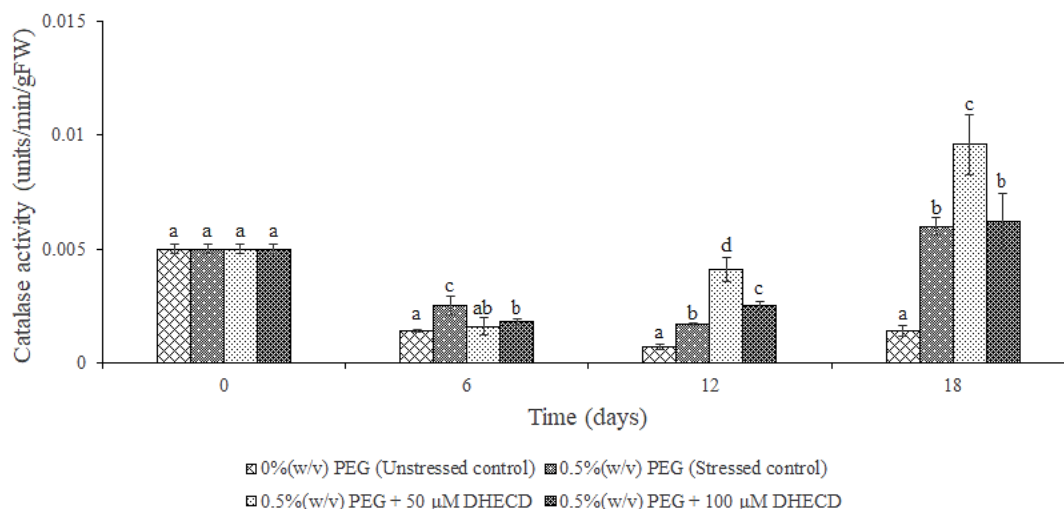 0.015
c
0.01
b
b
d
a
a
a
a
0.005
c
c
a
ab
b
b
a
a
0
0
6
12
18
Catalase activity (units/min/gFW)
Time (days)
0%(w/v) PEG (Unstressed control) 0.5%(w/v) PEG (Stressed control)
0.5%(w/v) PEG + 50 µM DHECD 0.5%(w/v) PEG + 100 µM DHECD